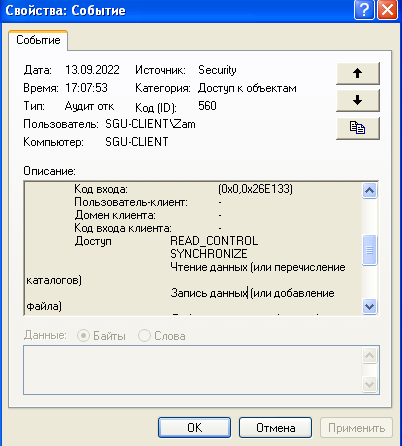 Свойства: Событие
Событие
Дата: 13.09.2022 Источник: Security
Время: 17:07:53 Категория: Доступ к объектам
Тип: Аудит отк Код (ID): 560
Пользователь: SGU-CLIENT\Zam
Компьютер: SGU-CLIENT
Описание:
Код входа: (0x0,0x26E133)
Пользователь-клиент: -
Домен клиента: -
Код входа клиента: -
Доступ READ_CONTROL
SYNCHRONIZE
Чтение данных (или перечисление
каталогов)
Запись данных (или добавление
файла)
Данные: Байты Слова
ОК Отмена Применить